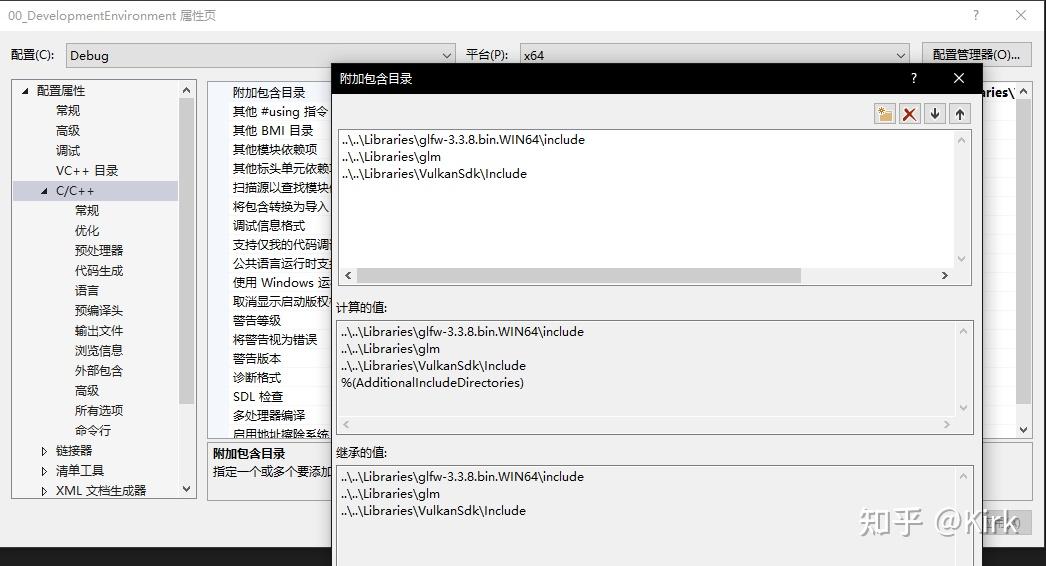 00_DevelopmentEnvironment 属性页
配置(C): Debug 平台(P): x64 配置管理器(O)...
配置属性
常规
高级
调试
VC++ 目录
C/C++
常规
优化
预处理器
代码生成
语言
预编译头
输出文件
浏览信息
外部包含
高级
所有选项
命令行
链接器
清单工具
XML 文档生成器
附加包含目录
其他 #using 指令
其他 BMI 目录
其他模块依赖项
其他标头单元依赖
扫描源以查找模块
将包含转换为导入
调试信息格式
支持仅我的代码调
公共语言运行时支
使用 Windows 运
取消显示启动版权
警告等级
将警告视为错误
警告版本
诊断格式
SDL 检查
多处理器编译
启用地址擦除系统
附加包含目录
指定一个或多个要添加
附加包含目录
..\..\Libraries\glfw-3.3.8.bin.WIN64\include
..\..\Libraries\glm
..\..\Libraries\VulkanSdk\Include
计算的值:
..\..\Libraries\glfw-3.3.8.bin.WIN64\include
..\..\Libraries\glm
..\..\Libraries\VulkanSdk\Include
%(AdditionalIncludeDirectories)
继承的值:
..\..\Libraries\glfw-3.3.8.bin.WIN64\include
..\..\Libraries\glm
..\..\Libraries\VulkanSdk\Include
aries\
知乎 @Kirk